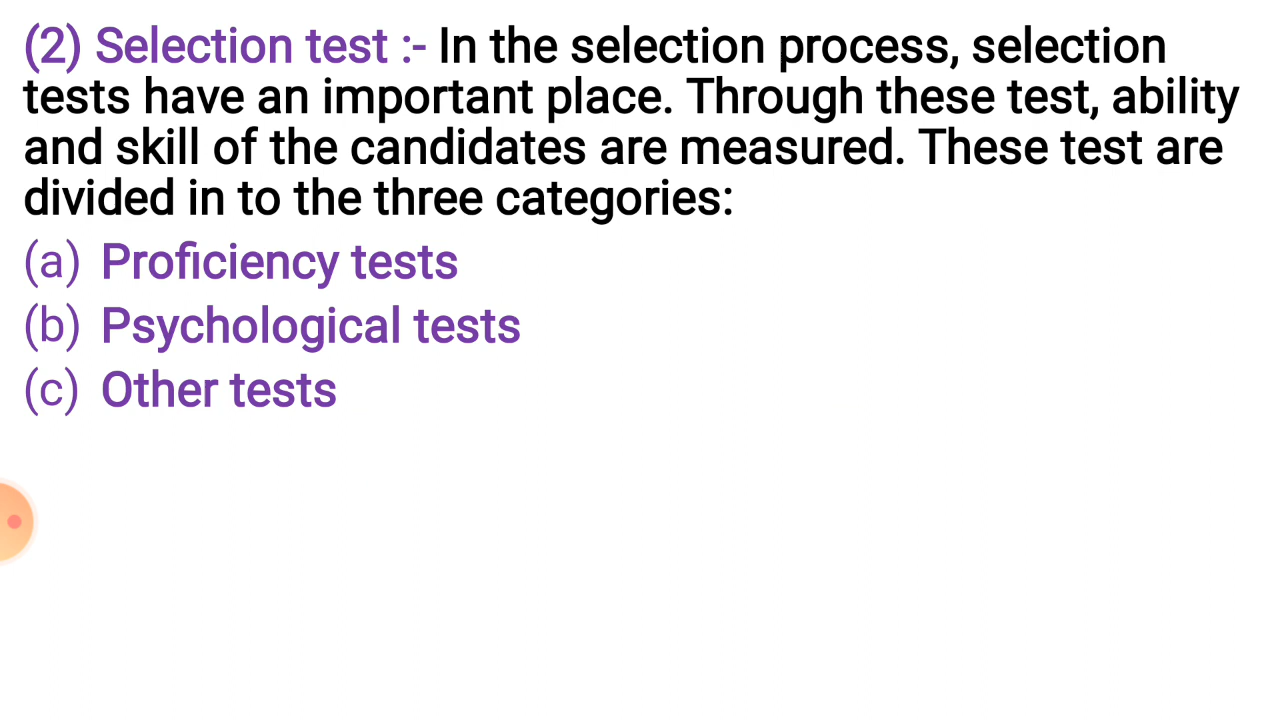 (2) Selection test :- In the selection process, selection
tests have an important place. Through these test, ability
and skill of the candidates are measured. These test are
divided in to the three categories:
(a) Proficiency tests
(b) Psychological tests
(c) Other tests